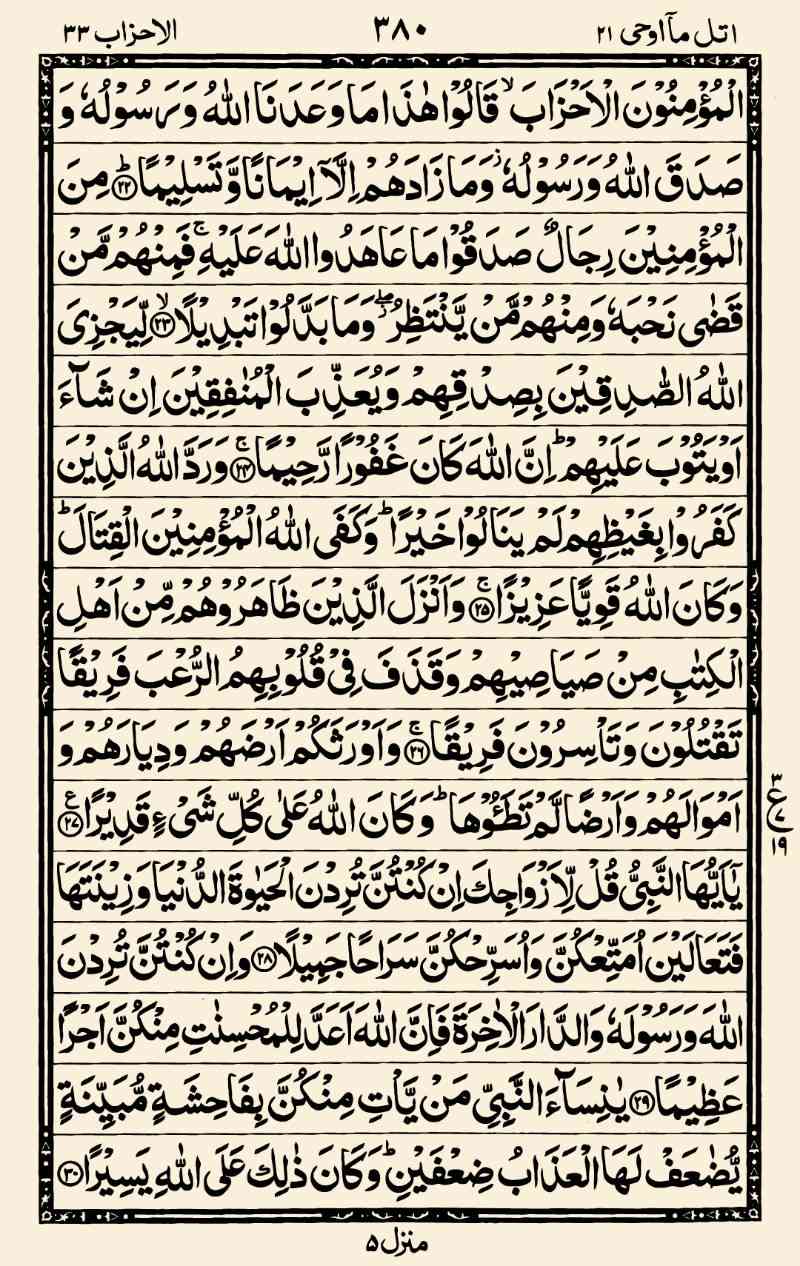 اتل مآاوحی ۲۱
۳۸۰
الاحزاب ۳۳
الْمُؤْمِنُوْنَ الْاَحْزَابَ ۙ قَالُوْا هٰذَا مَا وَعَدَنَا اللّٰهُ وَرَسُوْلُهٗ وَ
صَدَقَ اللّٰهُ وَرَسُوْلُهٗ ۡ وَمَا زَادَهُمْ اِلَّاۤ اِیْمَانًا وَّتَسْلِیْمًا ؕ﴿۲۲﴾ مِنَ
الْمُؤْمِنِیْنَ رِجَالٌ صَدَقُوْا مَا عَاهَدُوا اللّٰهَ عَلَیْهِ ۚ فَمِنْهُمْ مَّنْ
قَضٰی نَحْبَهٗ وَمِنْهُمْ مَّنْ یَّنْتَظِرُ ۖؗ وَمَا بَدَّلُوْا تَبْدِیْلًا ۙ﴿۲۳﴾ لِّیَجْزِیَ
اللّٰهُ الصّٰدِقِیْنَ بِصِدْقِهِمْ وَیُعَذِّبَ الْمُنٰفِقِیْنَ اِنْ شَآءَ
اَوْ یَتُوْبَ عَلَیْهِمْ ؕ اِنَّ اللّٰهَ كَانَ غَفُوْرًا رَّحِیْمًا ۚ﴿۲۴﴾ وَرَدَّ اللّٰهُ الَّذِیْنَ
كَفَرُوْا بِغَیْظِهِمْ لَمْ یَنَالُوْا خَیْرًا ؕ وَكَفَی اللّٰهُ الْمُؤْمِنِیْنَ الْقِتَالَ ؕ
وَكَانَ اللّٰهُ قَوِیًّا عَزِیْزًا ۚ﴿۲۵﴾ وَاَنْزَلَ الَّذِیْنَ ظَاهَرُوْهُمْ مِّنْ اَهْلِ
الْكِتٰبِ مِنْ صَیَاصِیْهِمْ وَقَذَفَ فِیْ قُلُوْبِهِمُ الرُّعْبَ فَرِیْقًا
تَقْتُلُوْنَ وَتَاْسِرُوْنَ فَرِیْقًا ۚ﴿۲۶﴾ وَاَوْرَثَكُمْ اَرْضَهُمْ وَدِیَارَهُمْ وَ
اَمْوَالَهُمْ وَاَرْضًا لَّمْ تَطَـُٔوْهَا ؕ وَكَانَ اللّٰهُ عَلٰی كُلِّ شَیْءٍ قَدِیْرًا ﴿۲۷﴾ ع
۳
ع
۷
۱۹
یٰۤاَیُّهَا النَّبِیُّ قُلْ لِّاَزْوَاجِكَ اِنْ كُنْتُنَّ تُرِدْنَ الْحَیٰوةَ الدُّنْیَا وَزِیْنَتَهَا
فَتَعَالَیْنَ اُمَتِّعْكُنَّ وَاُسَرِّحْكُنَّ سَرَاحًا جَمِیْلًا ﴿۲۸﴾ وَاِنْ كُنْتُنَّ تُرِدْنَ
اللّٰهَ وَرَسُوْلَهٗ وَالدَّارَ الْاٰخِرَةَ فَاِنَّ اللّٰهَ اَعَدَّ لِلْمُحْسِنٰتِ مِنْكُنَّ اَجْرًا
عَظِیْمًا ﴿۲۹﴾ یٰنِسَآءَ النَّبِیِّ مَنْ یَّاْتِ مِنْكُنَّ بِفَاحِشَةٍ مُّبَیِّنَةٍ
یُّضٰعَفْ لَهَا الْعَذَابُ ضِعْفَیْنِ ؕ وَكَانَ ذٰلِكَ عَلَی اللّٰهِ یَسِیْرًا ﴿۳۰﴾
منزل ۵